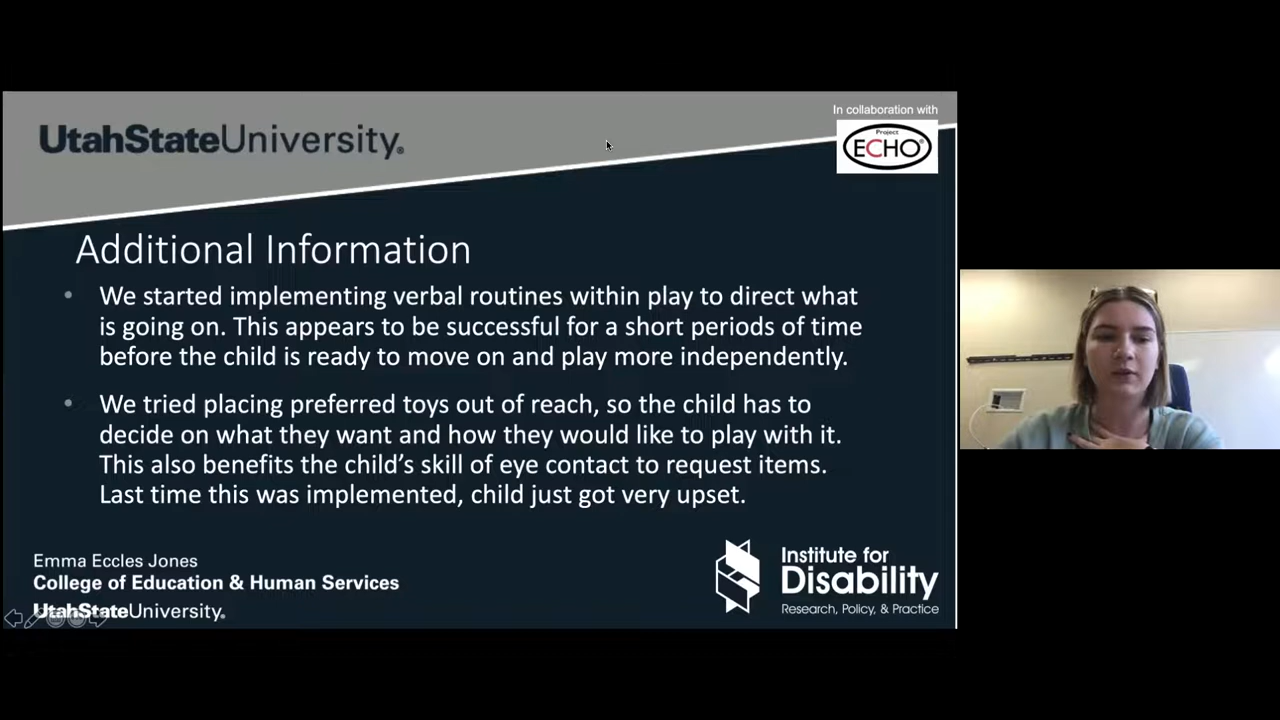 In collaboration with
UtahStateUniversity®
Project
ECHO®
Additional Information
• We started implementing verbal routines within play to direct what
is going on. This appears to be successful for a short periods of time
before the child is ready to move on and play more independently.
• We tried placing preferred toys out of reach, so the child has to
decide on what they want and how they would like to play with it.
This also benefits the child’s skill of eye contact to request items.
Last time this was implemented, child just got very upset.
Emma Eccles Jones
College of Education & Human Services
UtahStateUniversity®
Institute for
Disability
Research, Policy, & Practice